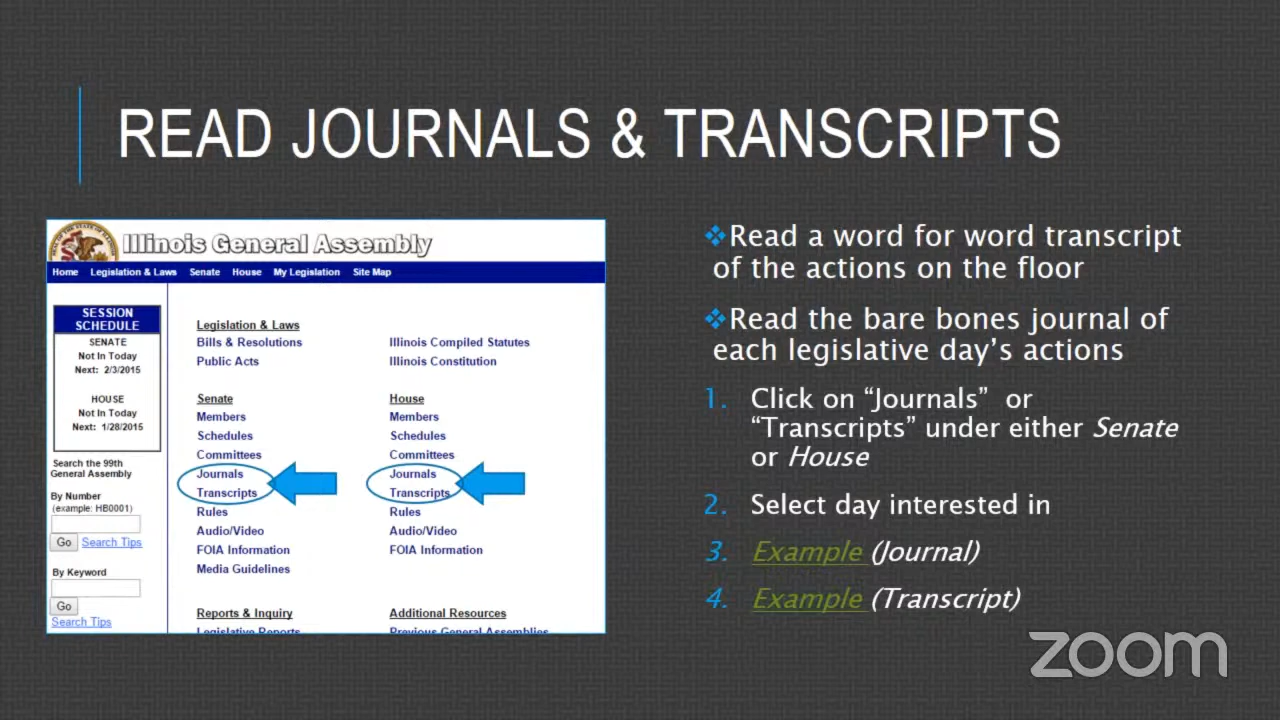 READ JOURNALS & TRANSCRIPTS
Illinois General Assembly
Home Legislation & Laws Senate House My Legislation Site Map
SESSION
SCHEDULE
SENATE
Not In Today
Next: 2/3/2015
HOUSE
Not In Today
Next: 1/28/2015
Search the 99th
General Assembly
By Number
(example: HB0001)
Go Search Tips
By Keyword
Go
Search Tips
Legislation & Laws
Bills & Resolutions Illinois Compiled Statutes
Public Acts Illinois Constitution
Senate House
Members Members
Schedules Schedules
Committees Committees
Journals Journals
Transcripts Transcripts
Rules Rules
Audio/Video Audio/Video
FOIA Information FOIA Information
Media Guidelines
Reports & Inquiry Additional Resources
Legislative Reports Previous General Assemblies
❖Read a word for word transcript
of the actions on the floor
❖Read the bare bones journal of
each legislative day’s actions
1. Click on “Journals” or
“Transcripts” under either Senate
or House
2. Select day interested in
3. Example (Journal)
4. Example (Transcript)
zoom